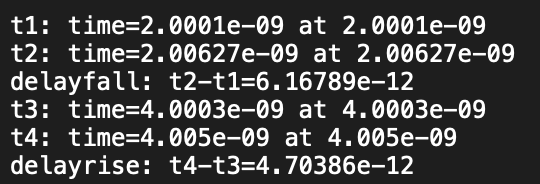 t1: time=2.0001e-09 at 2.0001e-09
t2: time=2.00627e-09 at 2.00627e-09
delayfall: t2-t1=6.16789e-12
t3: time=4.0003e-09 at 4.0003e-09
t4: time=4.005e-09 at 4.005e-09
delayrise: t4-t3=4.70386e-12